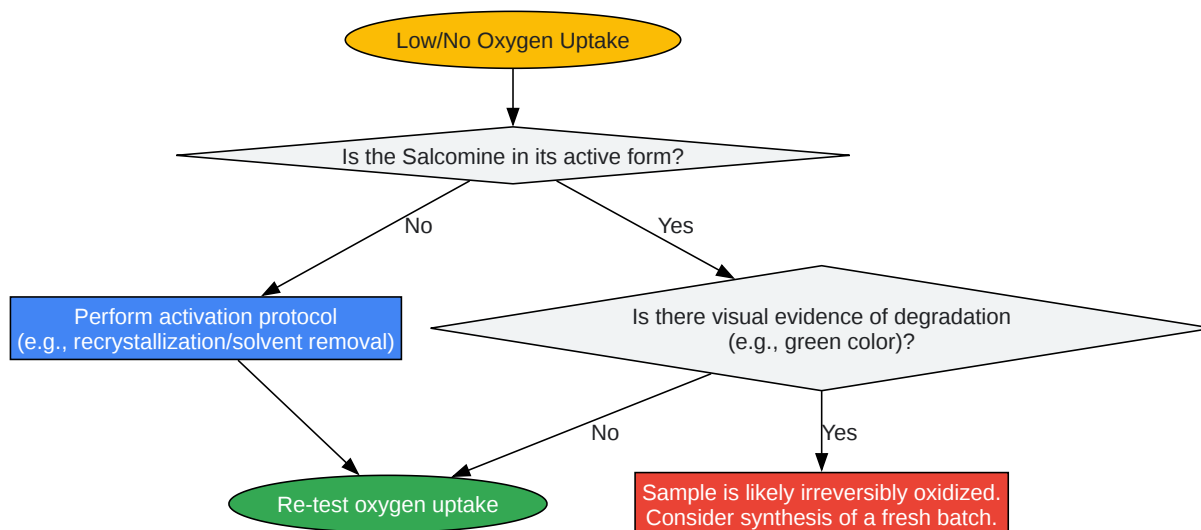 Low/No Oxygen Uptake
Is the Salcomine in its active form?
No
Yes
Perform activation protocol
(e.g., recrystallization/solvent removal)
Is there visual evidence of degradation
(e.g., green color)?
No
Yes
Re-test oxygen uptake
Sample is likely irreversibly oxidized.
Consider synthesis of a fresh batch.